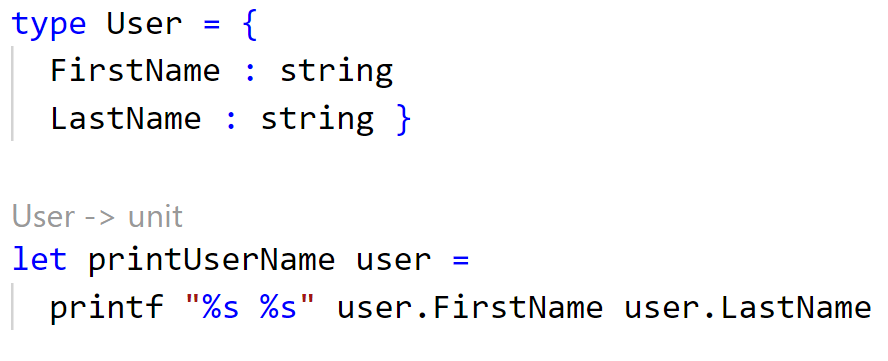 type User = {
  FirstName : string
  LastName : string }
User -> unit
let printUserName user =
  printf "%s %s" user.FirstName user.LastName